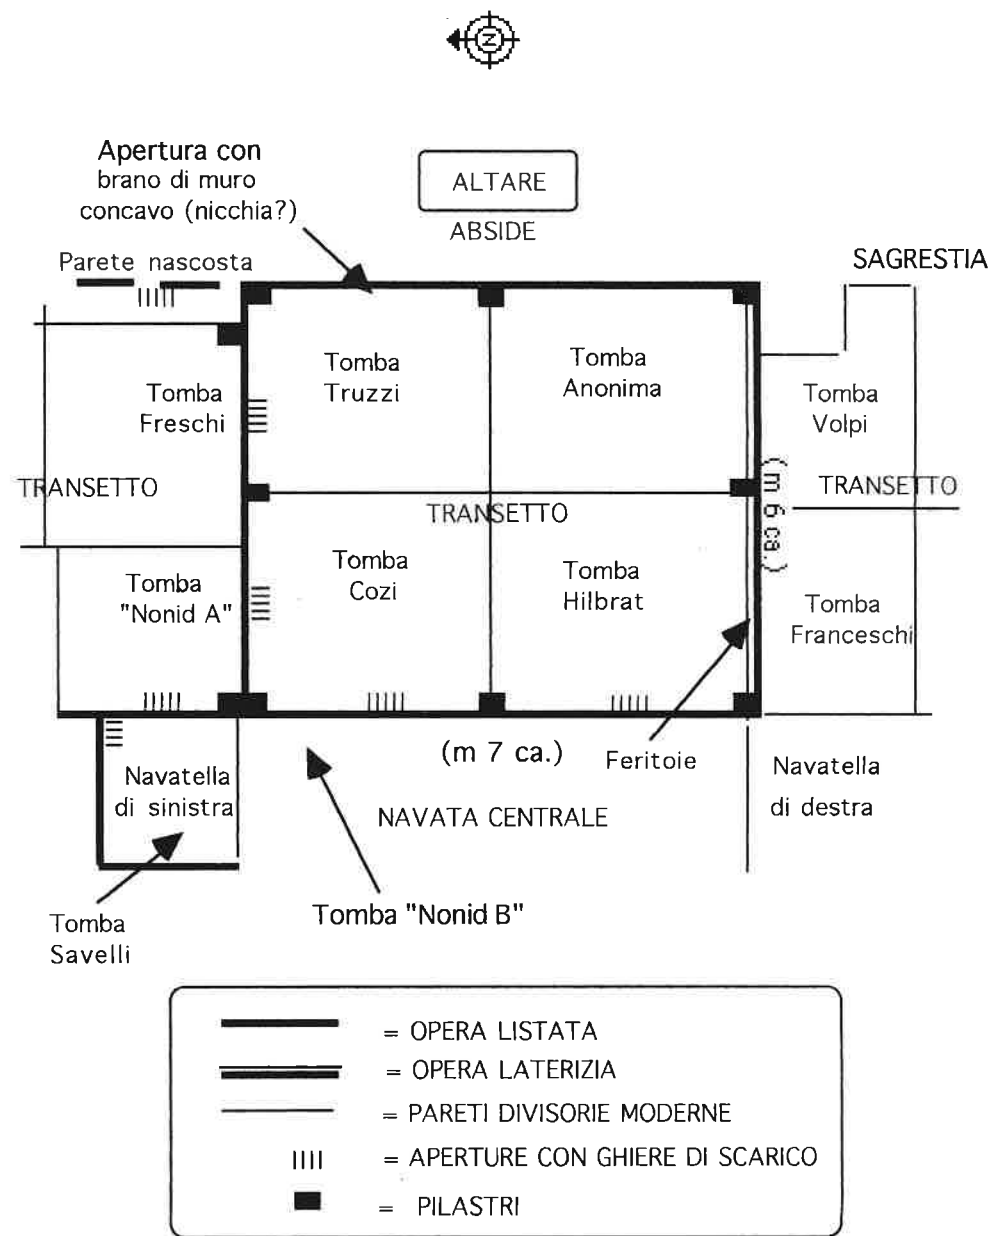 N
Apertura con
brano di muro
concavo (nicchia?)
ALTARE
ABSIDE
Parete nascosta
SAGRESTIA
Tomba
Freschi
Tomba
Truzzi
Tomba
Anonima
Tomba
Volpi
TRANSETTO
TRANSETTO
(m 6 ca.)
TRANSETTO
Tomba
"Nonid A"
Tomba
Cozi
Tomba
Hilbrat
Tomba
Franceschi
Navatella
di sinistra
(m 7 ca.)
Feritoie
Navatella
di destra
NAVATA CENTRALE
Tomba
Savelli
Tomba "Nonid B"
= OPERA LISTATA
= OPERA LATERIZIA
= PARETI DIVISORIE MODERNE
= APERTURE CON GHIERE DI SCARICO
= PILASTRI